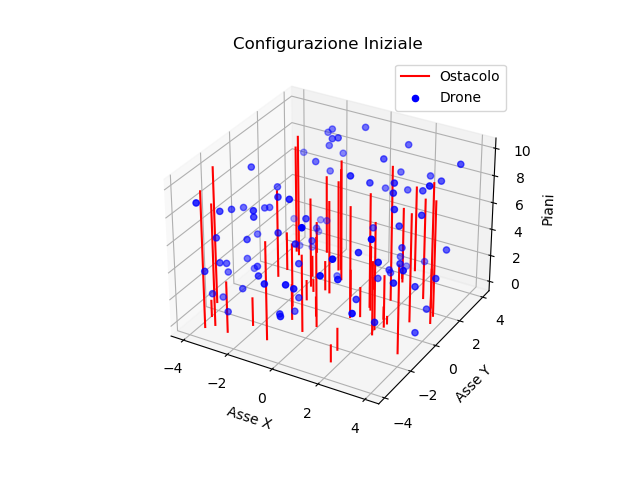 Configurazione Iniziale
Ostacolo
Drone
10
8
6
4
2
0
Piani
−4
−2
0
2
4
Asse X
−4
−2
0
2
4
Asse Y